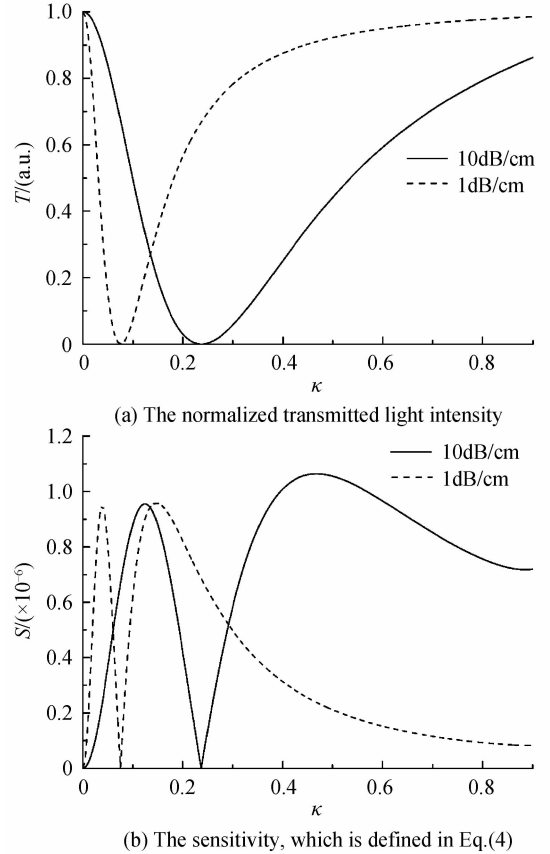 1.0
0.8
0.6
0.4
0.2
0
T/(a.u.)
10dB/cm
1dB/cm
0 0.2 0.4 0.6 0.8
κ
(a) The normalized transmitted light intensity
1.2
1.0
0.8
0.6
0.4
0.2
0
S/(×10⁻⁶)
10dB/cm
1dB/cm
0 0.2 0.4 0.6 0.8
κ
(b) The sensitivity, which is defined in Eq.(4)